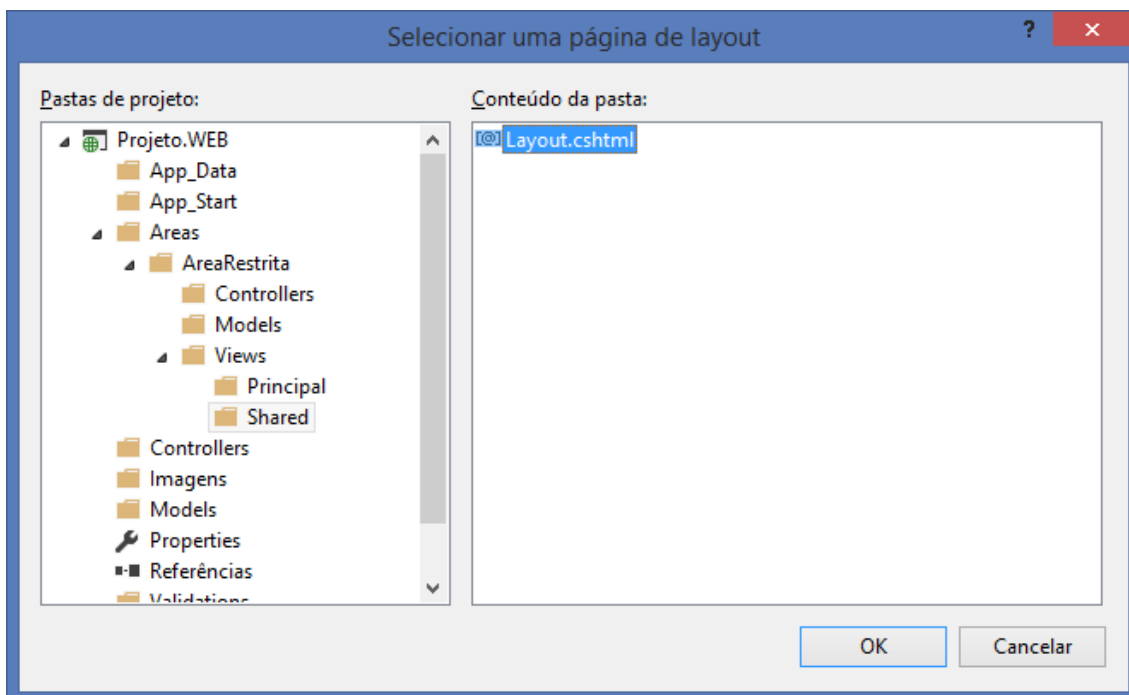 Selecionar uma página de layout
?
Pastas de projeto:
Conteúdo da pasta:
Projeto.WEB
App_Data
App_Start
Areas
AreaRestrita
Controllers
Models
Views
Principal
Shared
Controllers
Imagens
Models
Properties
Referências
Validations
Layout.cshtml
OK
Cancelar